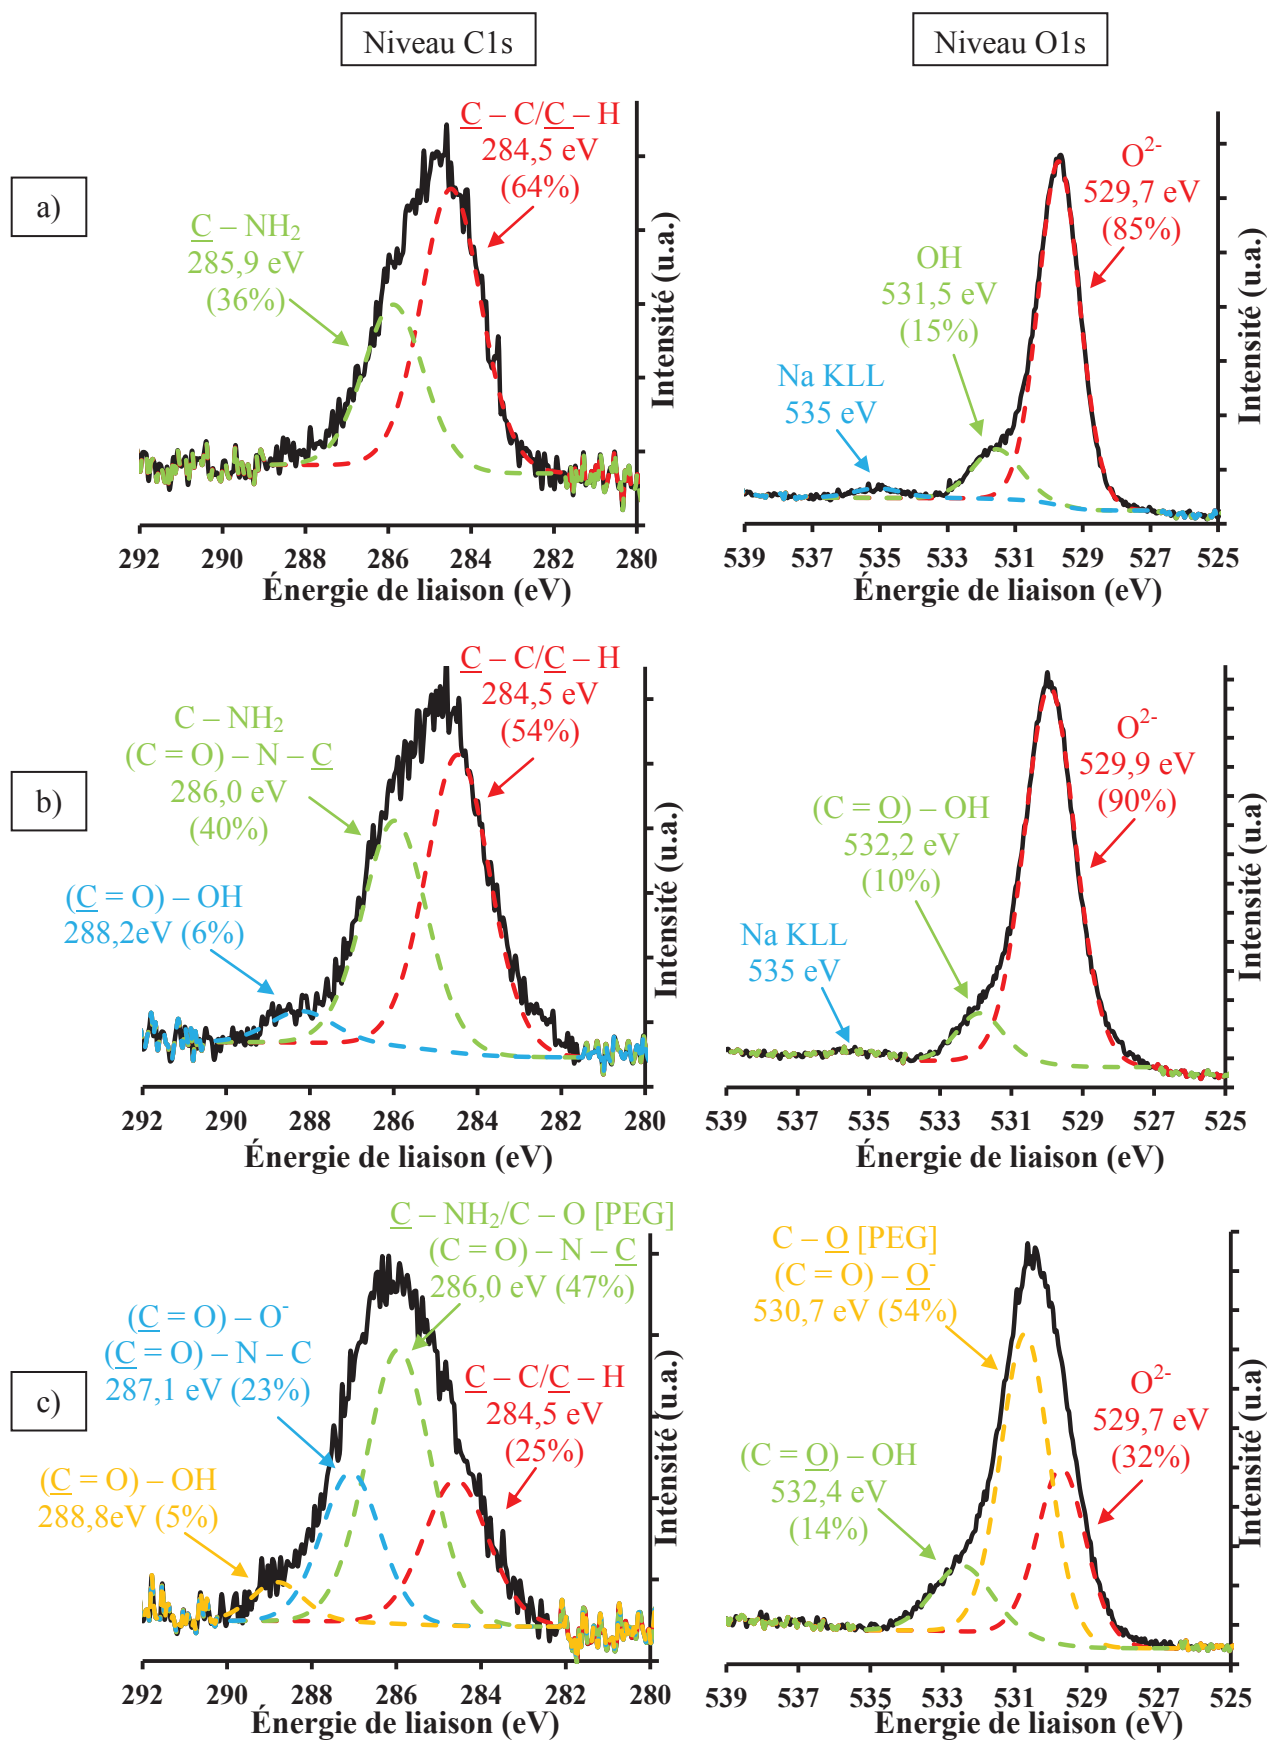 Niveau C1s
Niveau O1s
a)
C – C/C – H
284,5 eV
(64%)
C – NH₂
285,9 eV
(36%)
Intensité (u.a.)
292 290 288 286 284 282 280
Énergie de liaison (eV)
O²⁻
529,7 eV
(85%)
OH
531,5 eV
(15%)
Na KLL
535 eV
Intensité (u.a.)
539 537 535 533 531 529 527 525
Énergie de liaison (eV)
b)
C – C/C – H
284,5 eV
(54%)
C – NH₂
(C = O) – N – C
286,0 eV
(40%)
(C = O) – OH
288,2eV (6%)
Intensité (u.a.)
292 290 288 286 284 282 280
Énergie de liaison (eV)
O²⁻
529,9 eV
(90%)
(C = O) – OH
532,2 eV
(10%)
Na KLL
535 eV
Intensité (u.a)
539 537 535 533 531 529 527 525
Énergie de liaison (eV)
c)
C – NH₂/C – O [PEG]
(C = O) – N – C
286,0 eV (47%)
(C = O) – O⁻
(C = O) – N – C
287,1 eV (23%)
C – C/C – H
284,5 eV
(25%)
(C = O) – OH
288,8eV (5%)
Intensité (u.a.)
292 290 288 286 284 282 280
Énergie de liaison (eV)
C – O [PEG]
(C = O) – O⁻
530,7 eV (54%)
O²⁻
529,7 eV
(32%)
(C = O) – OH
532,4 eV
(14%)
Intensité (u.a)
539 537 535 533 531 529 527 525
Énergie de liaison (eV)